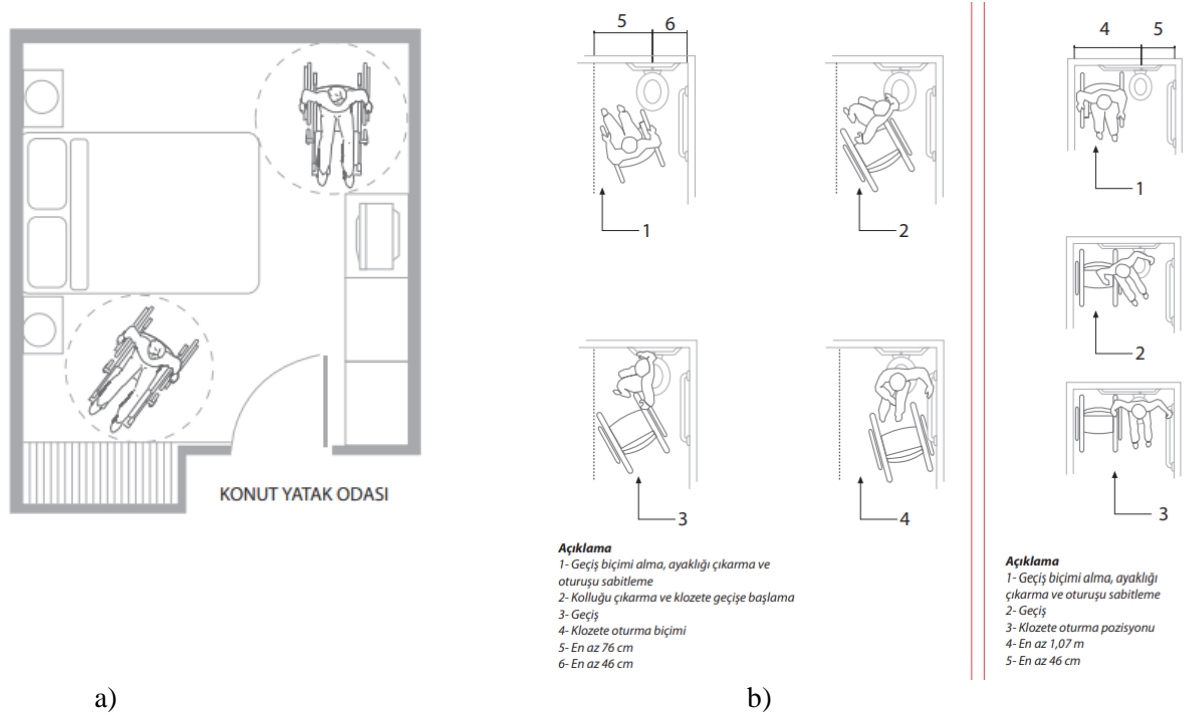 KONUT YATAK ODASI
a)
5 6
1
2
3
4
Açıklama
1- Geçiş biçimi alma, ayaklığı çıkarma ve
oturuşu sabitleme
2- Kolluğu çıkarma ve klozete geçişe başlama
3- Geçiş
4- Klozete oturma biçimi
5- En az 76 cm
6- En az 46 cm
4 5
1
2
3
Açıklama
1- Geçiş biçimi alma, ayaklığı
çıkarma ve oturuşu sabitleme
2- Geçiş
3- Klozete oturma pozisyonu
4- En az 1,07 m
5- En az 46 cm
b)